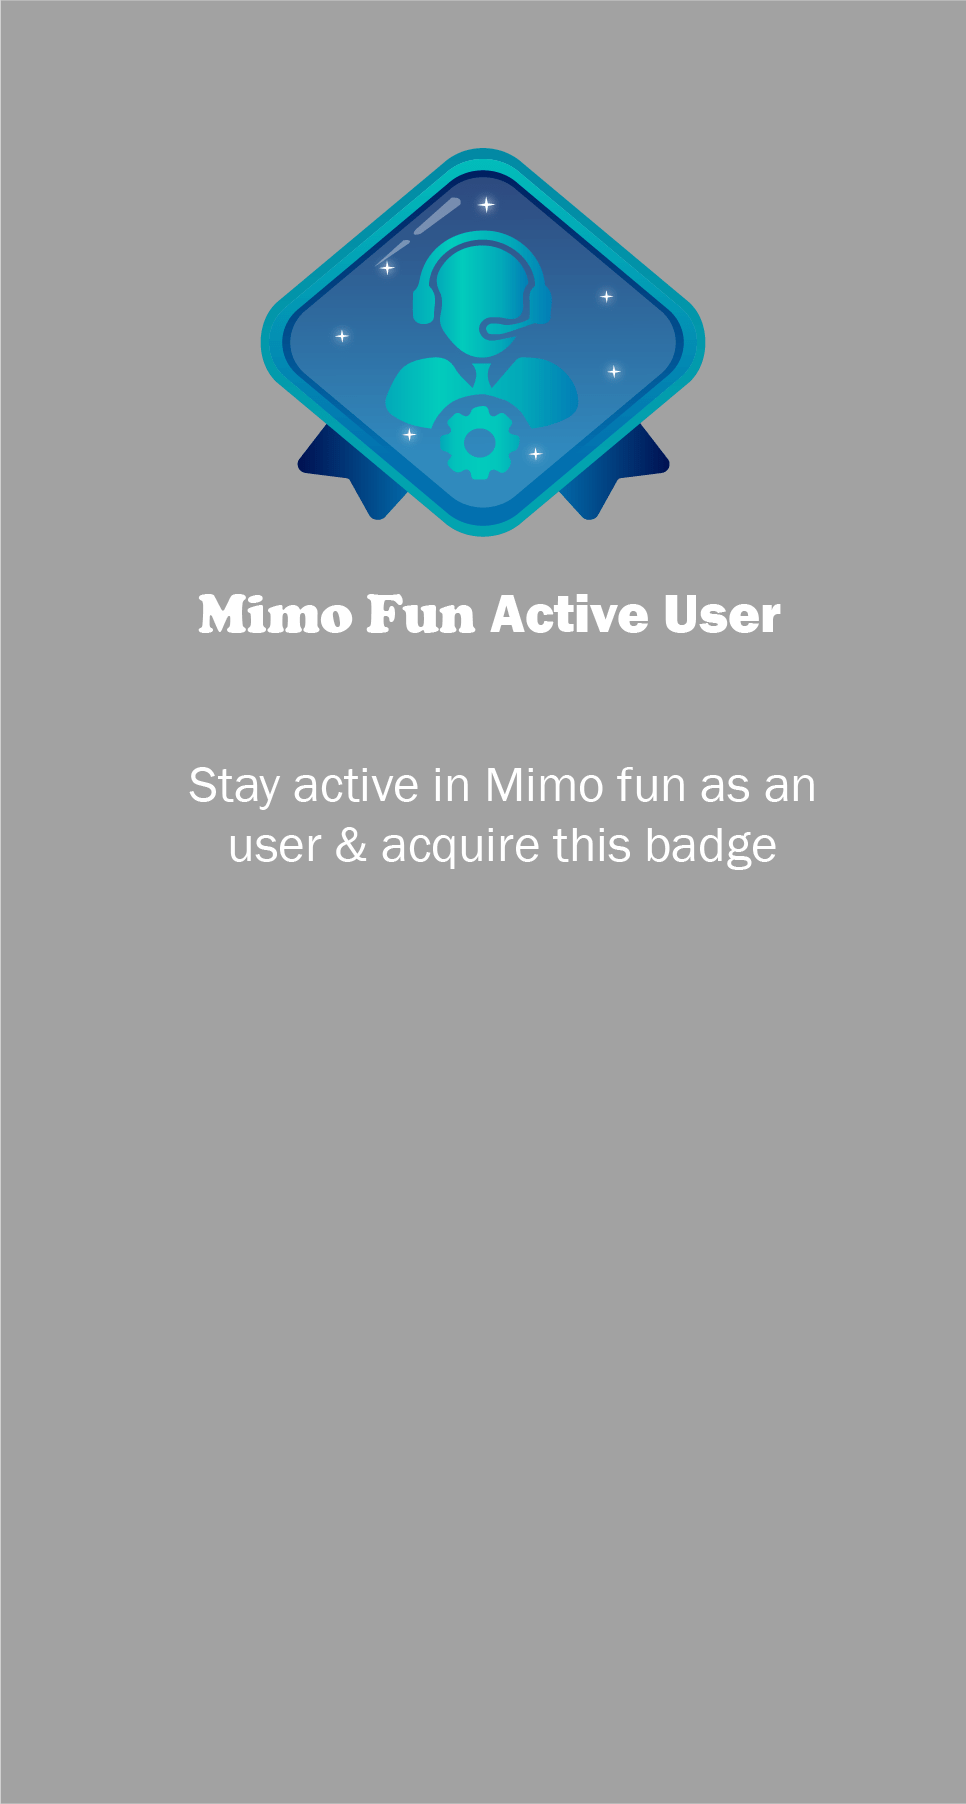 Mimo Fun Active User
Stay active in Mimo fun as an
user & acquire this badge